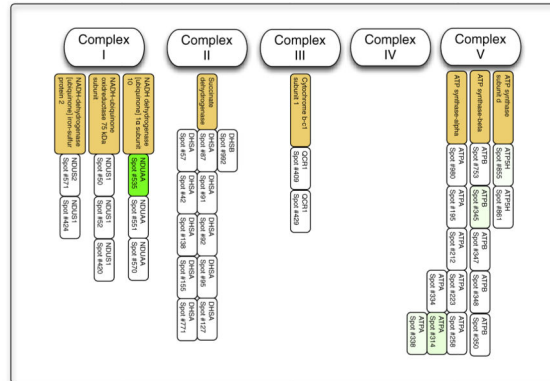 Complex
I
Complex
II
Complex
III
Complex
IV
Complex
V
NADH dehydrogenase
[ubiquinone] 1α subunit
10
NDUAA
Spot #535
NDUAA
Spot #551
NDUAA
Spot #570
NADH-ubiquinone
oxidreductase 75 kDa
subunit
NDUS1
Spot #50
NDUS1
Spot #52
NDUS1
Spot #420
NADH-dehydrogenase
[ubiquinone] iron-sulfur
protein 2
NDUS2
Spot #371
NDUS1
Spot #424
Succinate
dehydrogenase
DHSB
Spot #992
DHSA
Spot #87
DHSA
Spot #91
DHSA
Spot #92
DHSA
Spot #95
DHSA
Spot #127
DHSA
Spot #57
DHSA
Spot #42
DHSA
Spot #138
DHSA
Spot #155
DHSA
Spot #771
Cytochrome b-c1
subunit 1
QCR1
Spot #409
QCR1
Spot #429
ATP synthase
subunit d
ATP5H
Spot #855
ATP5H
Spot #861
ATP synthase-beta
ATPB
Spot #753
ATPB
Spot #345
ATPB
Spot #347
ATPB
Spot #348
ATPB
Spot #350
ATP synthase-alpha
ATPA
Spot #980
ATPA
Spot #195
ATPA
Spot #212
ATPA
Spot #223
ATPA
Spot #258
ATPA
Spot #334
ATPA
Spot #314
ATPA
Spot #338